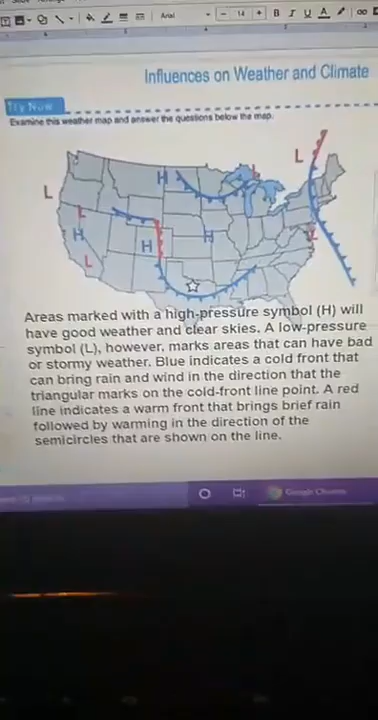 Arial
14
B I U A
Influences on Weather and Climate
Try Now
Examine this weather map and answer the questions below the map.
L
H
L
L
H
H
H
L
L
Areas marked with a high-pressure symbol (H) will
have good weather and clear skies. A low-pressure
symbol (L), however, marks areas that can have bad
or stormy weather. Blue indicates a cold front that
can bring rain and wind in the direction that the
triangular marks on the cold-front line point. A red
line indicates a warm front that brings brief rain
followed by warming in the direction of the
semicircles that are shown on the line.
Google Chrome